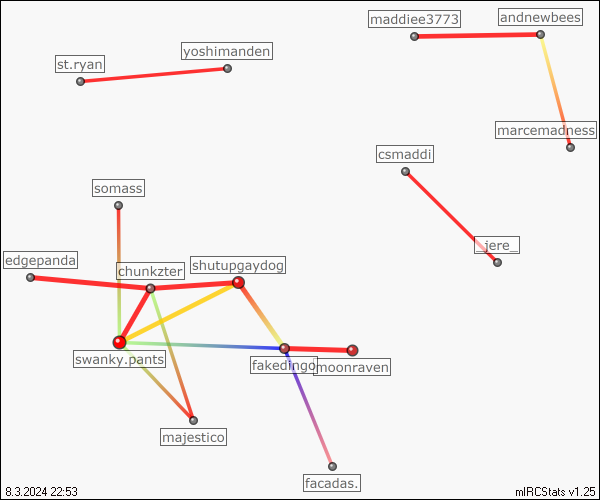 maddiee3773
andnewbees
yoshimanden
st.ryan
marcemadness
csmaddi
somass
_jere_
edgepanda
chunkzter
shutupgaydog
swanky.pants
fakedingo
moonraven
majestico
facadas.
8.3.2024 22:53
mIRCStats v1.25